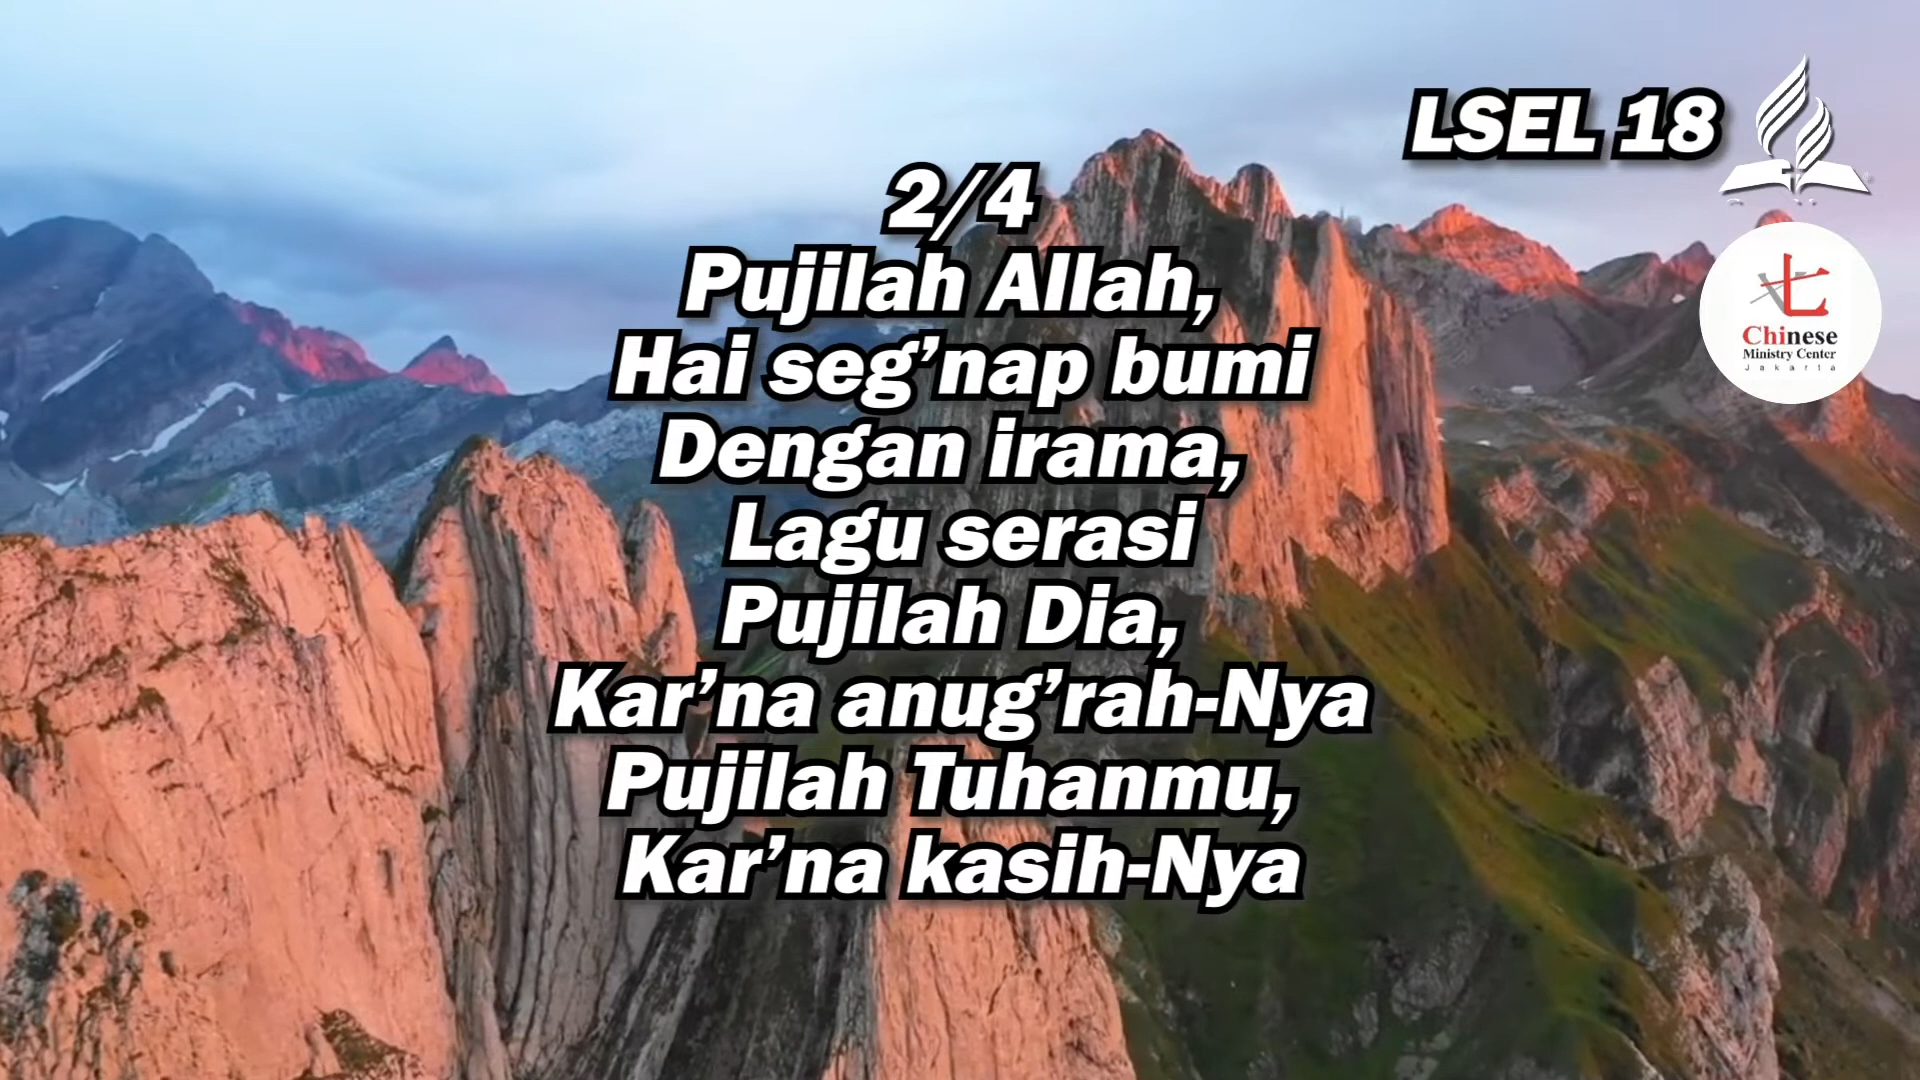 LSEL 18
2/4
Pujilah Allah,
Hai seg’nap bumi
Dengan irama,
Lagu serasi
Pujilah Dia,
Kar’na anug’rah-Nya
Pujilah Tuhanmu,
Kar’na kasih-Nya
七
Chinese
Ministry Center
Jakarta